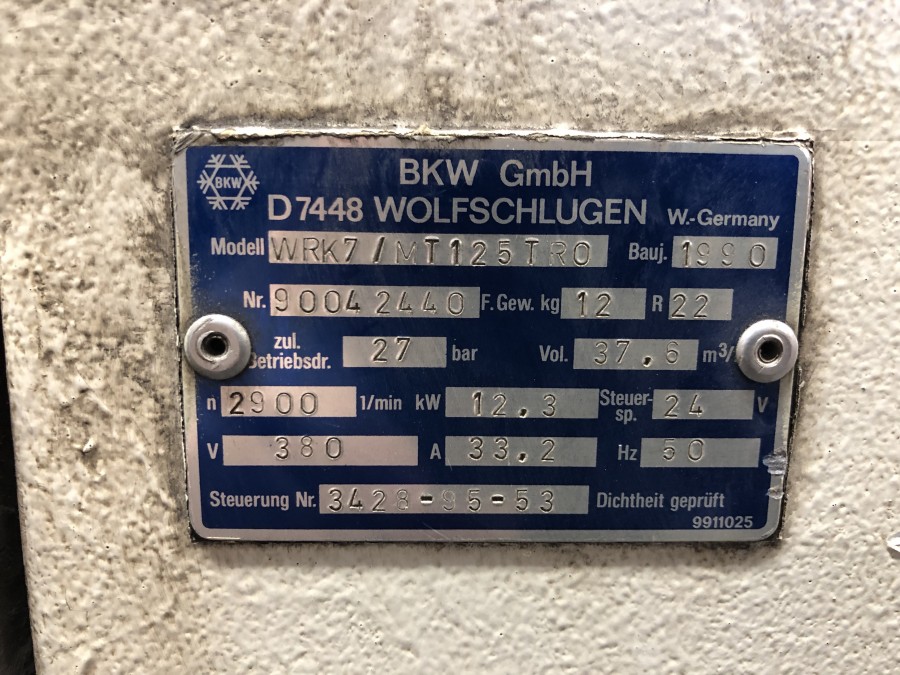 BKW
BKW GmbH
D7448 WOLFSCHLUGEN W.-Germany
Modell WRK7/MT125TRO Bauj. 1990
Nr. 90042440 F.Gew. kg 12 R 22
zul. Betriebsdr. 27 bar Vol. 37,6 m³/
n 2900 1/min kW 12,3 Steuer-sp. 24 V
V 380 A 33,2 Hz 50
Steuerung Nr. 3428-95-53 Dichtheit geprüft
9911025